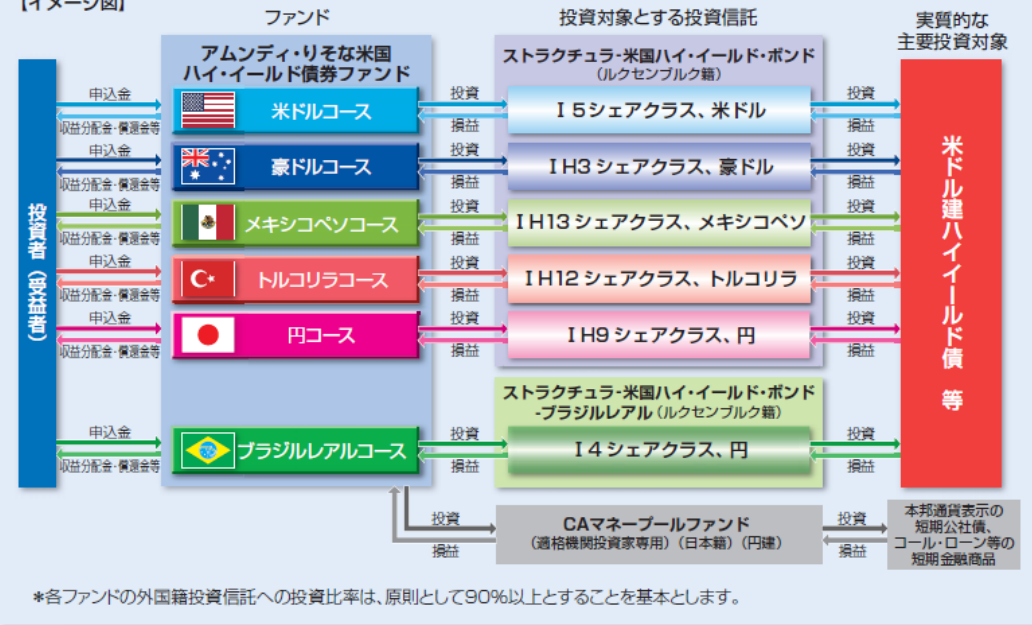 【イメージ図】
ファンド
投資対象とする投資信託
実質的な
主要投資対象
アムンディ・りそな米国
ハイ・イールド債券ファンド
ストラクチュラ-米国ハイ・イールド・ボンド
(ルクセンブルク籍)
投資者(受益者)
申込金
収益分配金・償還金等
米ドルコース
投資
損益
I 5シェアクラス、米ドル
投資
損益
申込金
収益分配金・償還金等
豪ドルコース
投資
損益
I H3 シェアクラス、豪ドル
投資
損益
申込金
収益分配金・償還金等
メキシコペソコース
投資
損益
I H13 シェアクラス、メキシコペソ
投資
損益
申込金
収益分配金・償還金等
トルコリラコース
投資
損益
I H12 シェアクラス、トルコリラ
投資
損益
申込金
収益分配金・償還金等
円コース
投資
損益
I H9 シェアクラス、円
投資
損益
米ドル建ハイイールド債 等
ストラクチュラ-米国ハイ・イールド・ボンド
-ブラジルレアル(ルクセンブルク籍)
申込金
収益分配金・償還金等
ブラジルレアルコース
投資
損益
I 4 シェアクラス、円
投資
損益
投資
損益
CAマネープールファンド
(適格機関投資家専用)(日本籍)(円建)
投資
損益
本邦通貨表示の
短期公社債、
コール・ローン等の
短期金融商品
*各ファンドの外国籍投資信託への投資比率は、原則として90%以上とすることを基本とします。